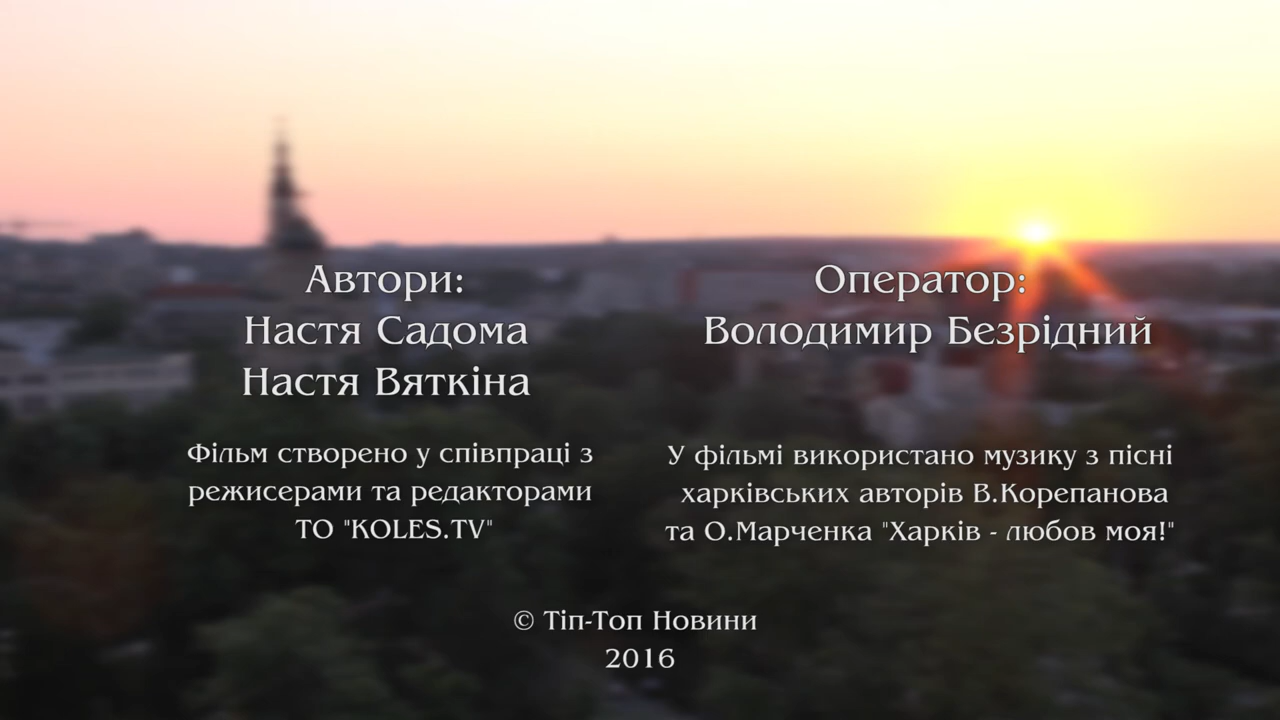 Автори:
Настя Садома
Настя Вяткіна
Фільм створено у співпраці з
режисерами та редакторами
ТО "KOLES.TV"
Оператор:
Володимир Безрідний
У фільмі використано музику з пісні
харківських авторів В.Корепанова
та О.Марченка "Харків - любов моя!"
© Тіп-Топ Новини
2016